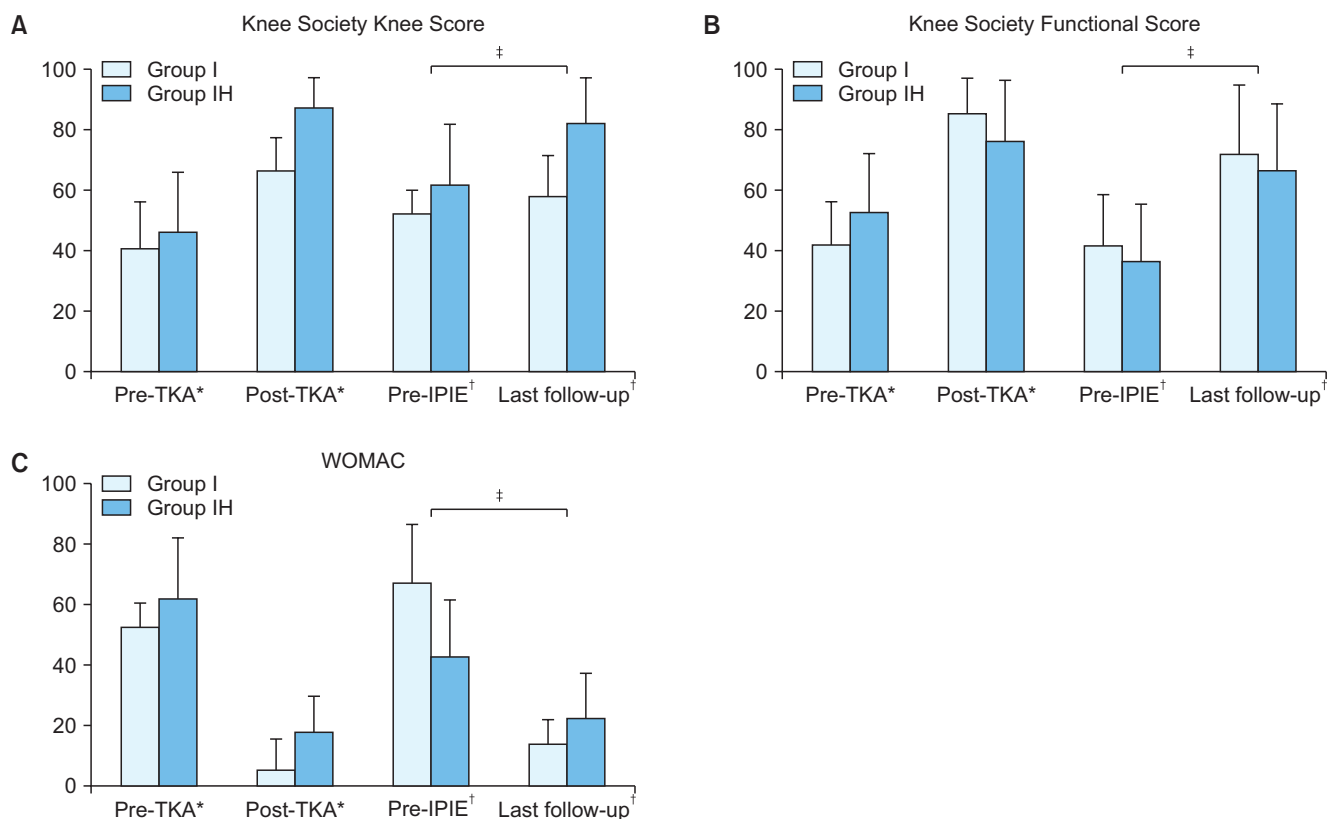 A
Knee Society Knee Score
Group I
Group IH
‡
100
80
60
40
20
0
Pre-TKA* Post-TKA* Pre-IPIE† Last follow-up†
B
Knee Society Functional Score
Group I
Group IH
‡
100
80
60
40
20
0
Pre-TKA* Post-TKA* Pre-IPIE† Last follow-up†
C
WOMAC
Group I
Group IH
‡
100
80
60
40
20
0
Pre-TKA* Post-TKA* Pre-IPIE† Last follow-up†